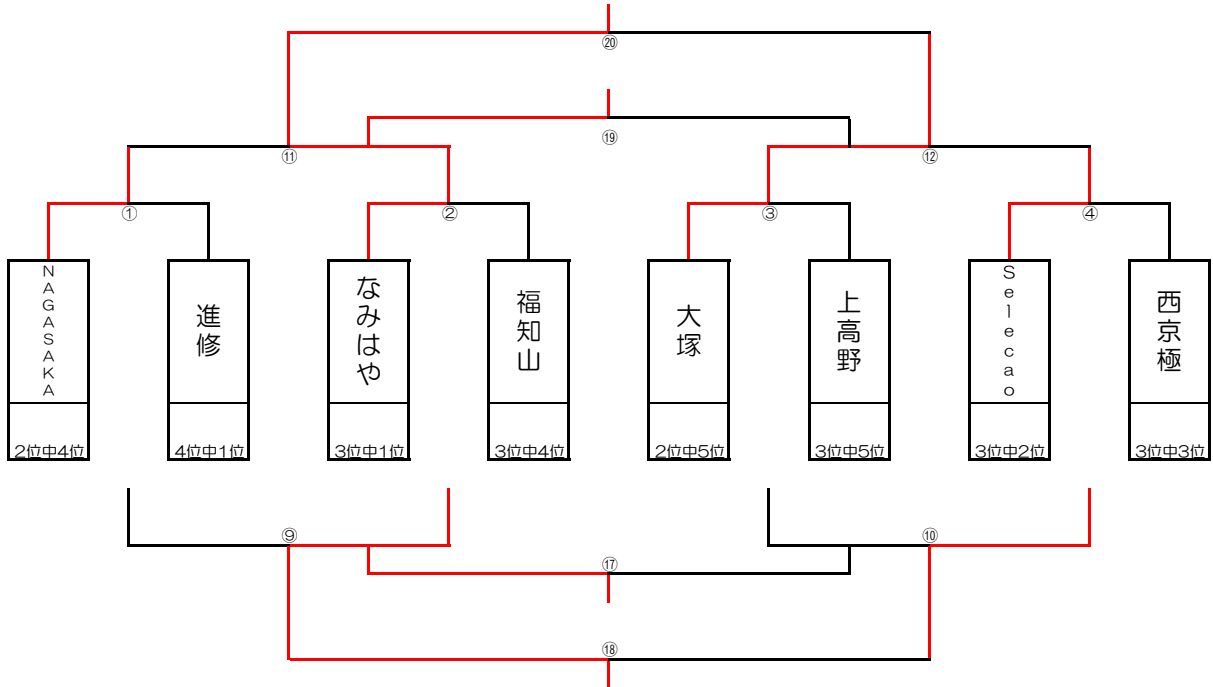 ⑳
⑲
⑪
⑫
①
②
③
④
NAGASAKA
進修
なみはや
福知山
大塚
上高野
Selecao
西京極
2位中4位
4位中1位
3位中1位
3位中4位
2位中5位
3位中5位
3位中2位
3位中3位
⑨
⑩
⑰
⑱